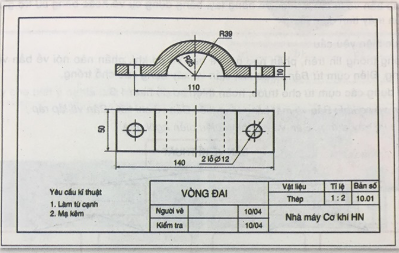 R39
R25
10
110
50
2 lỗ Ø 12
140
Yêu cầu kĩ thuật
1. Làm tù cạnh
2. Mạ kẽm
VÒNG ĐAI
Vật liệu Tỉ lệ Bản số
Thép 1 : 2 10.01
Người vẽ 10/04
Kiểm tra 10/04
Nhà máy Cơ khí HN